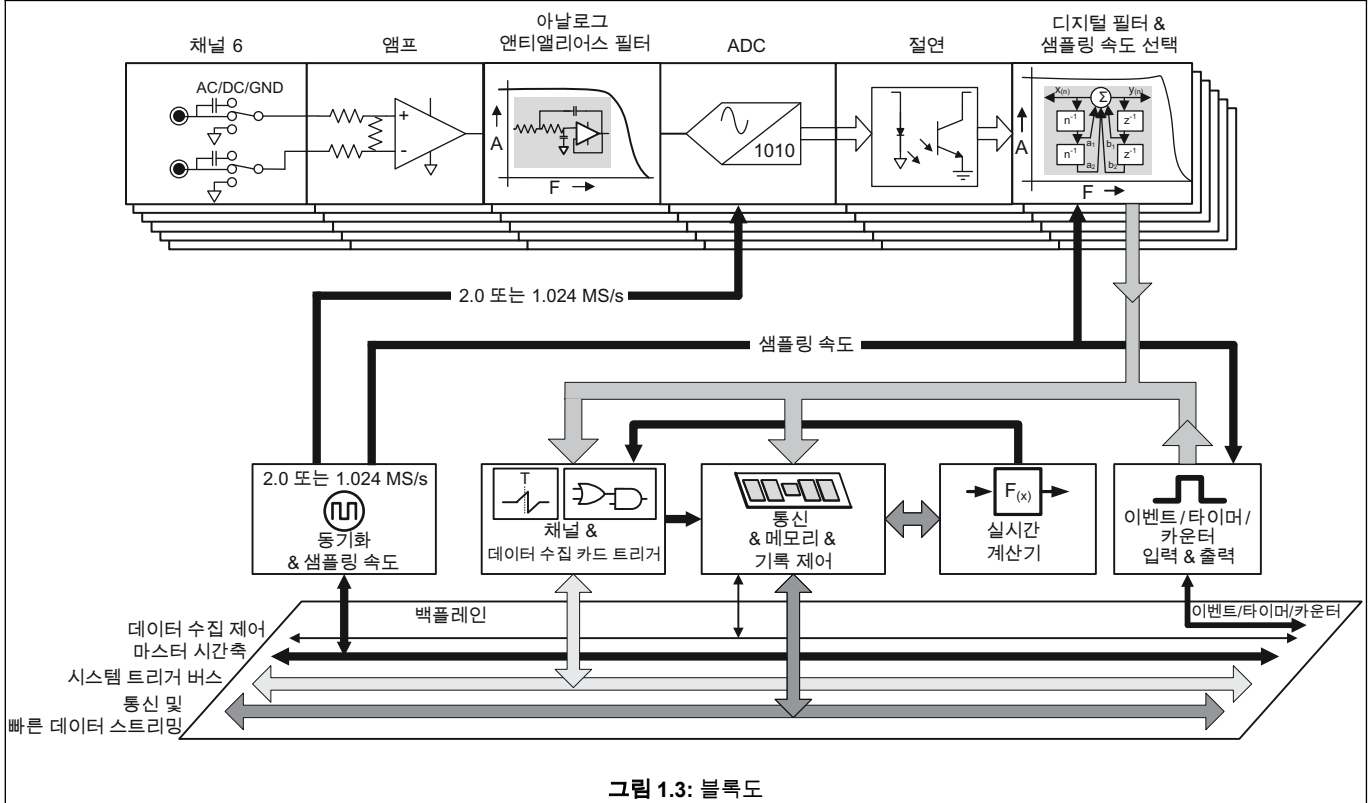 채널 6
앰프
아날로그
앤티앨리어스 필터
ADC
절연
디지털 필터 &
샘플링 속도 선택
AC/DC/GND
+
-
A
F
1010
A
F
x(n)
Σ
y(n)
n-1
z-1
a1
b1
n-1
z-1
a2
b2
2.0 또는 1.024 MS/s
샘플링 속도
2.0 또는 1.024 MS/s
동기화
& 샘플링 속도
T
채널 &
데이터 수집 카드 트리거
통신
& 메모리 &
기록 제어
F(x)
실시간
계산기
이벤트/타이머/
카운터
입력 & 출력
백플레인
이벤트/타이머/카운터
데이터 수집 제어
마스터 시간축
시스템 트리거 버스
통신 및
빠른 데이터 스트리밍
그림 1.3: 블록도